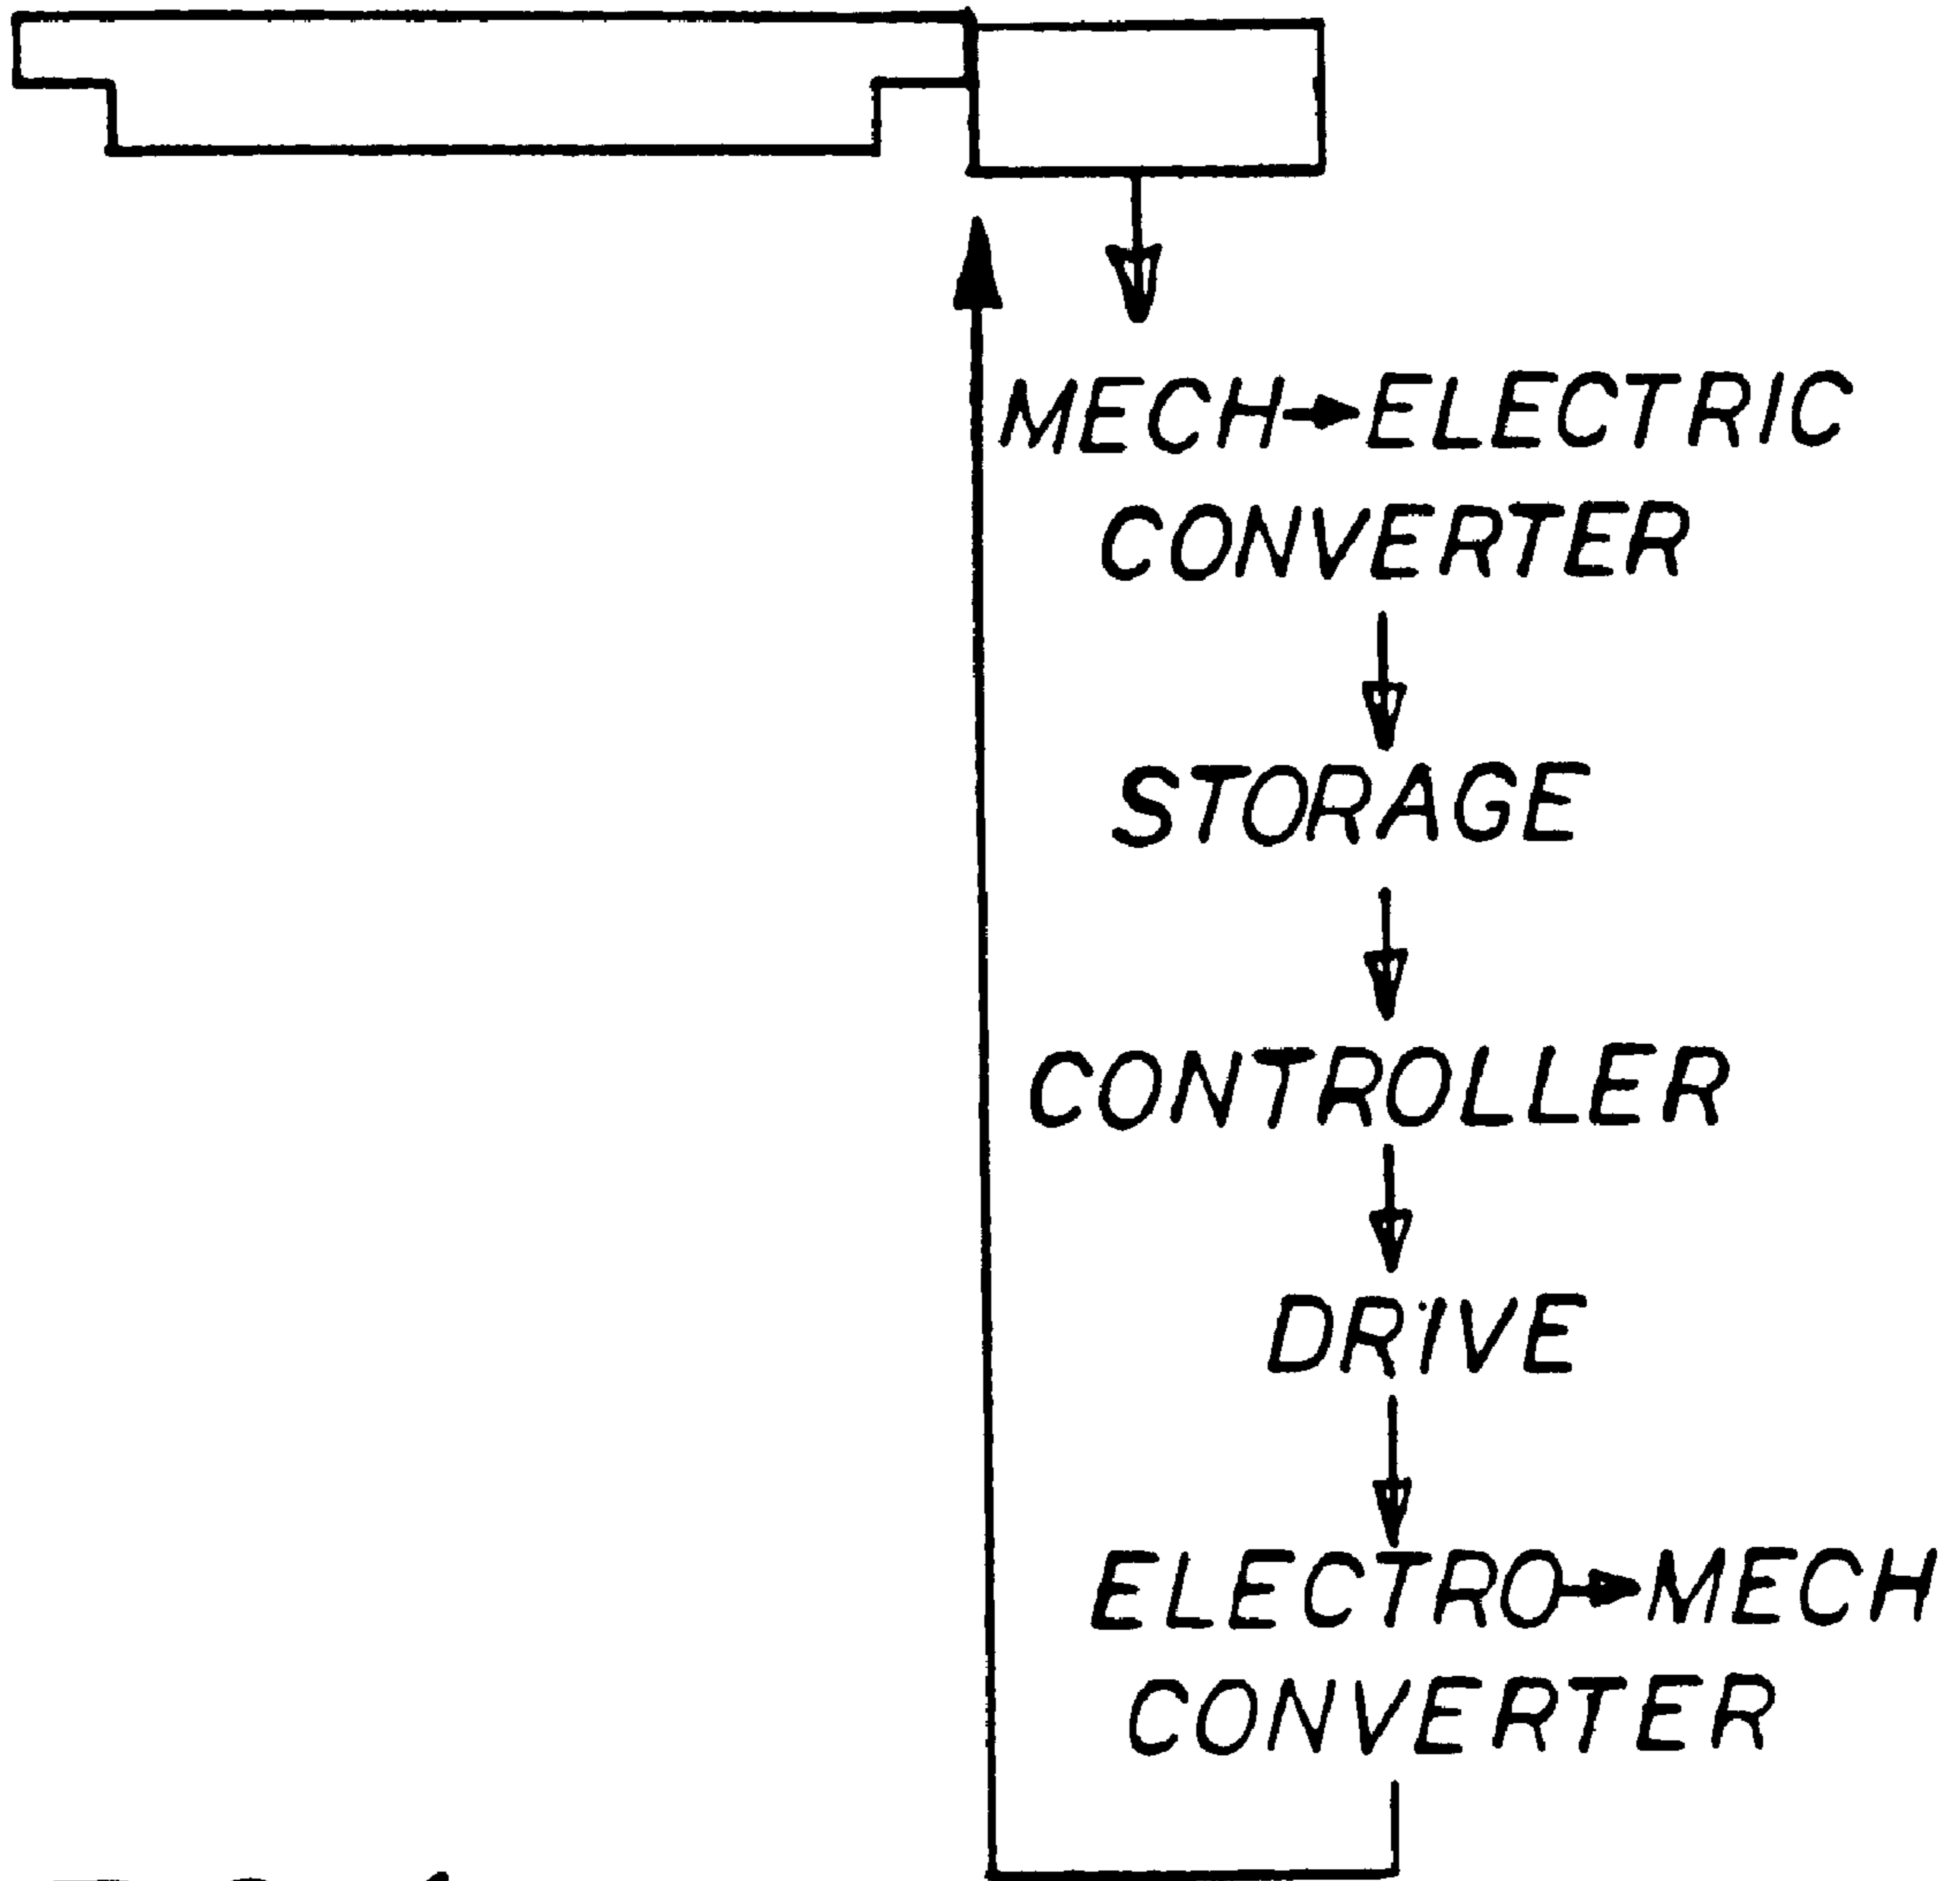 MECH→ELECTRIC
CONVERTER
STORAGE
CONTROLLER
DRIVE
ELECTRO→MECH
CONVERTER